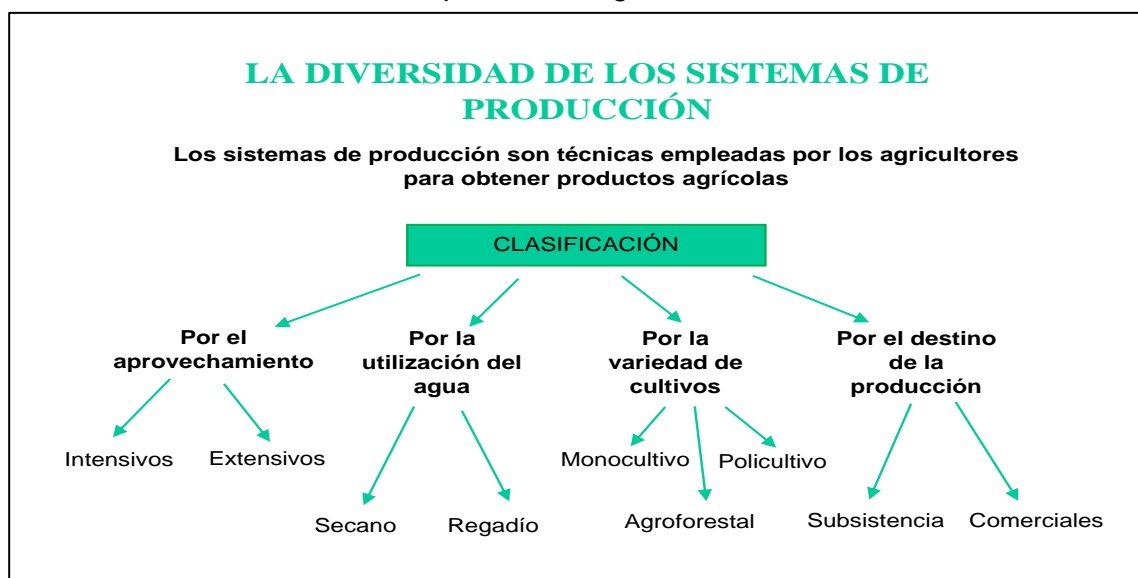 LA DIVERSIDAD DE LOS SISTEMAS DE
PRODUCCIÓN
Los sistemas de producción son técnicas empleadas por los agricultores
para obtener productos agrícolas
CLASIFICACIÓN
Por el
aprovechamiento
Por la
utilización del
agua
Por la
variedad de
cultivos
Por el destino
de la
producción
Intensivos
Extensivos
Secano
Regadío
Monocultivo
Policultivo
Agroforestal
Subsistencia
Comerciales